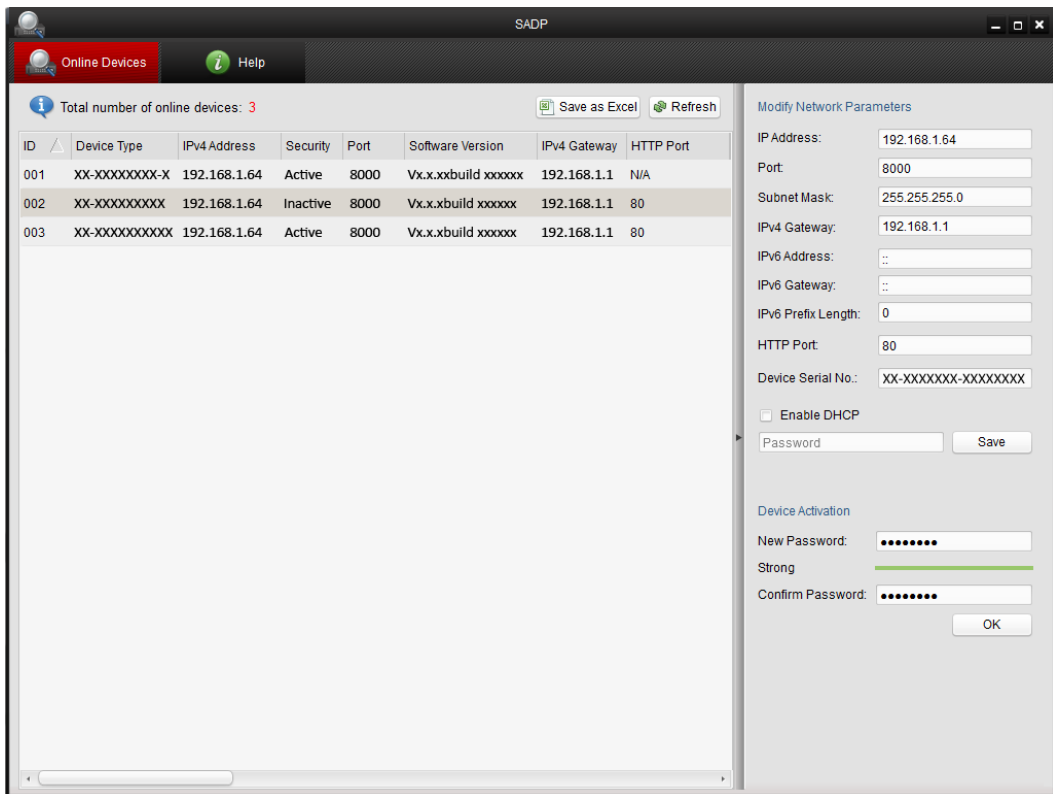 SADP
Online Devices Help
Total number of online devices: 3 Save as Excel Refresh
ID Device Type IPv4 Address Security Port Software Version IPv4 Gateway HTTP Port
001 XX-XXXXXXXX-X 192.168.1.64 Active 8000 Vx.x.xxbuild xxxxxx 192.168.1.1 N/A
002 XX-XXXXXXXXX 192.168.1.64 Inactive 8000 Vx.x.xbuild xxxxxx 192.168.1.1 80
003 XX-XXXXXXXXXX 192.168.1.64 Active 8000 Vx.x.xbuild xxxxxx 192.168.1.1 80
Modify Network Parameters
IP Address: 192.168.1.64
Port: 8000
Subnet Mask: 255.255.255.0
IPv4 Gateway: 192.168.1.1
IPv6 Address: ::
IPv6 Gateway: ::
IPv6 Prefix Length: 0
HTTP Port: 80
Device Serial No.: XX-XXXXXXX-XXXXXXXX
Enable DHCP
Password Save
Device Activation
New Password: ••••••••
Strong
Confirm Password: ••••••••
OK